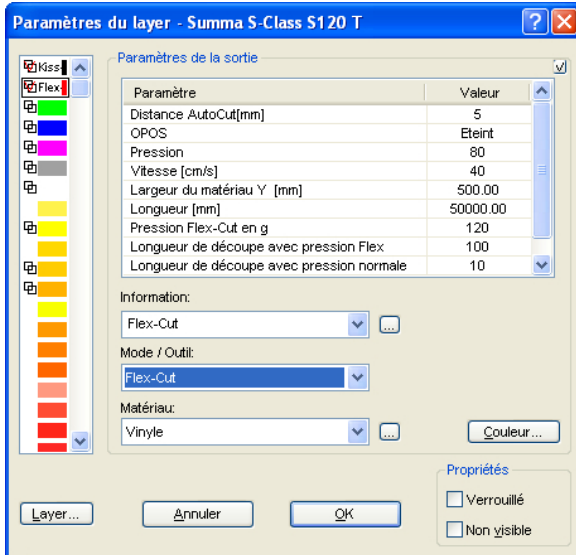 Paramètres du layer - Summa S-Class S120 T
Kiss-
Flex-
Paramètres de la sortie
Paramètre Valeur
Distance AutoCut[mm] 5
OPOS Eteint
Pression 80
Vitesse [cm/s] 40
Largeur du matériau Y [mm] 500.00
Longueur [mm] 50000.00
Pression Flex-Cut en g 120
Longueur de découpe avec pression Flex 100
Longueur de découpe avec pression normale 10
Information:
Flex-Cut ...
Mode / Outil:
Flex-Cut
Matériau:
Vinyle ...
Couleur...
Propriétés
Verrouillé
Non visible
Layer... Annuler OK